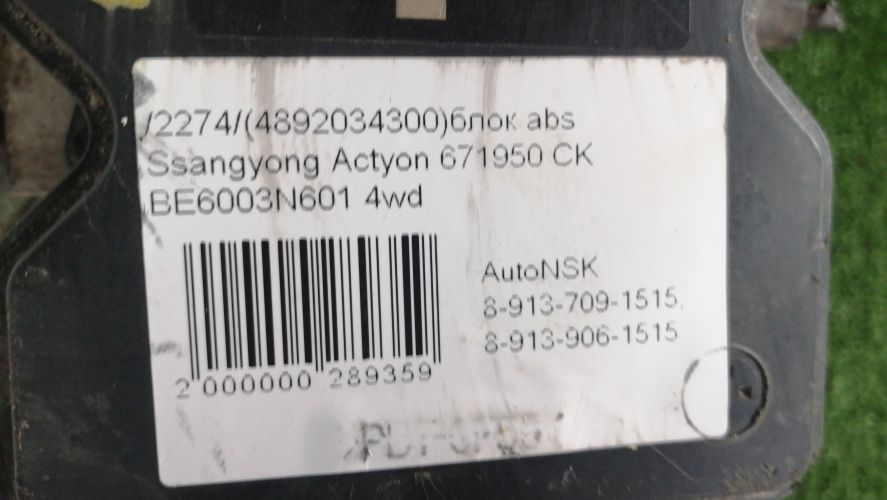 /2274/(4892034300)блок abs
Ssangyong Actyon 671950 CK
BE6003N601 4wd
AutoNSK
8-913-709-1515,
8-913-906-1515
2 000000 289359